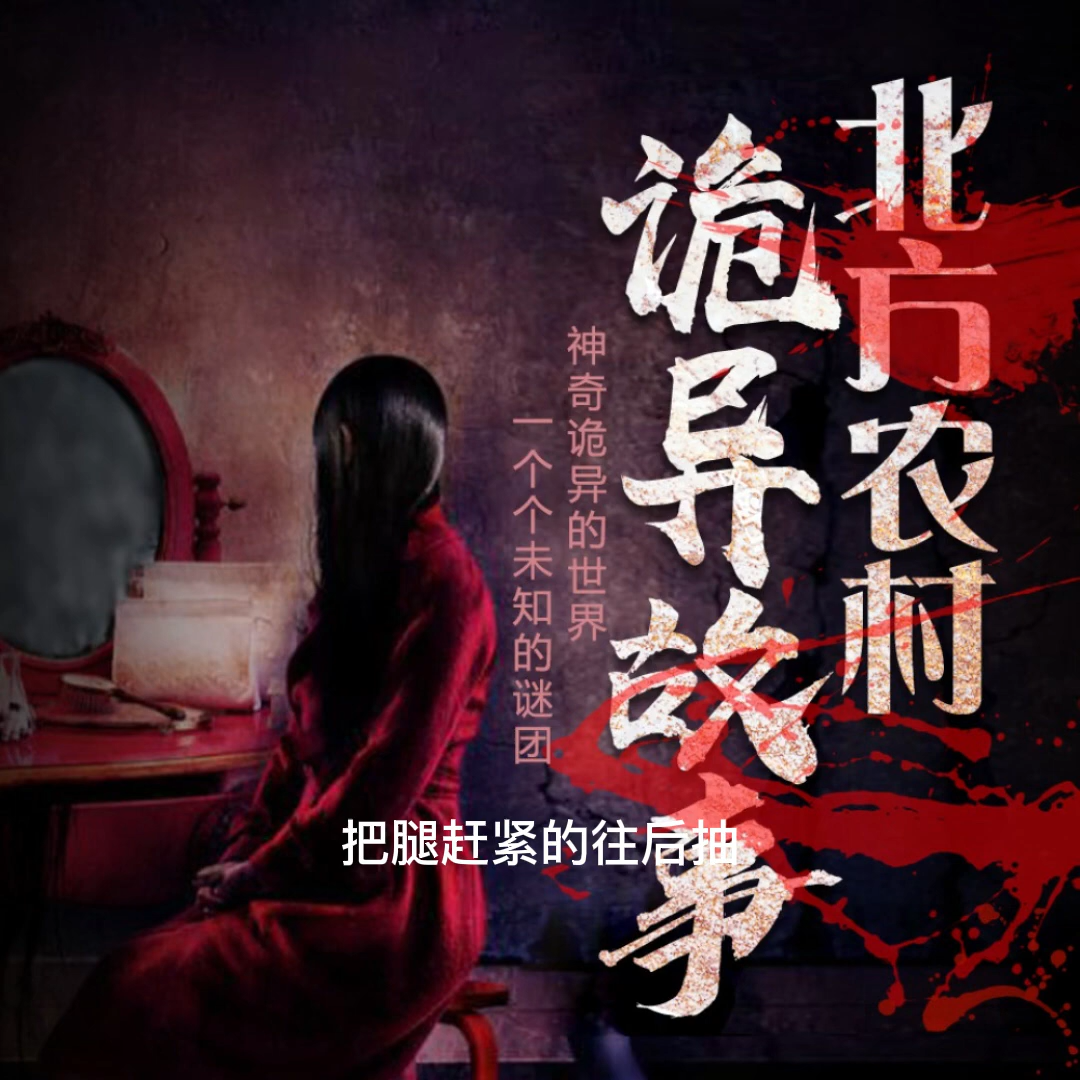 北方农村
诡异故事
神奇诡异的世界
一个个未知的谜团
把腿赶紧的往后抽